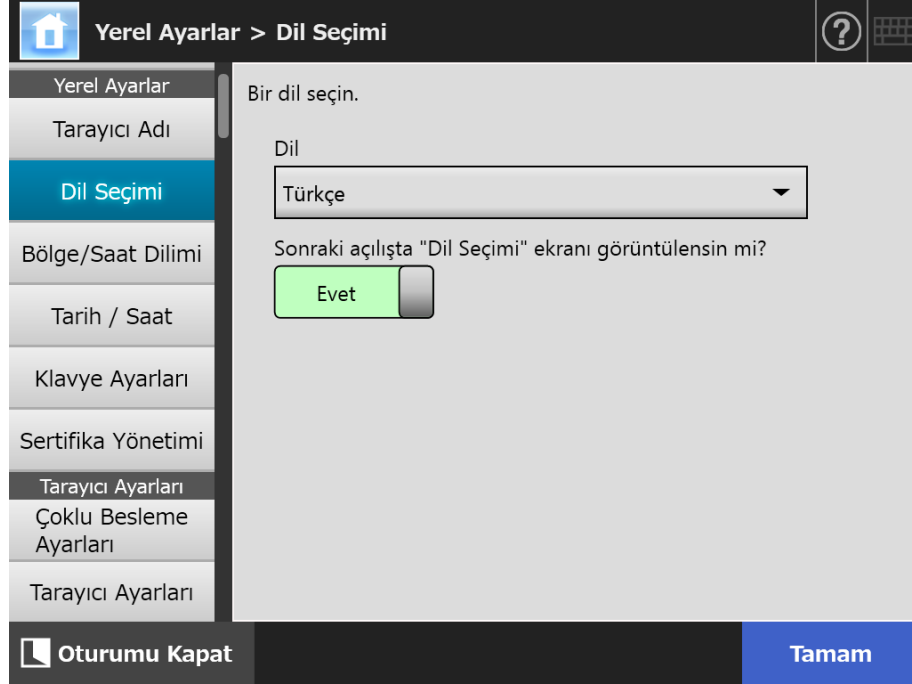 Yerel Ayarlar > Dil Seçimi
?
Yerel Ayarlar
Tarayıcı Adı
Dil Seçimi
Bölge/Saat Dilimi
Tarih / Saat
Klavye Ayarları
Sertifika Yönetimi
Tarayıcı Ayarları
Çoklu Besleme
Ayarları
Tarayıcı Ayarları
Bir dil seçin.
Dil
Türkçe
Sonraki açılışta "Dil Seçimi" ekranı görüntülensin mi?
Evet
Oturumu Kapat
Tamam